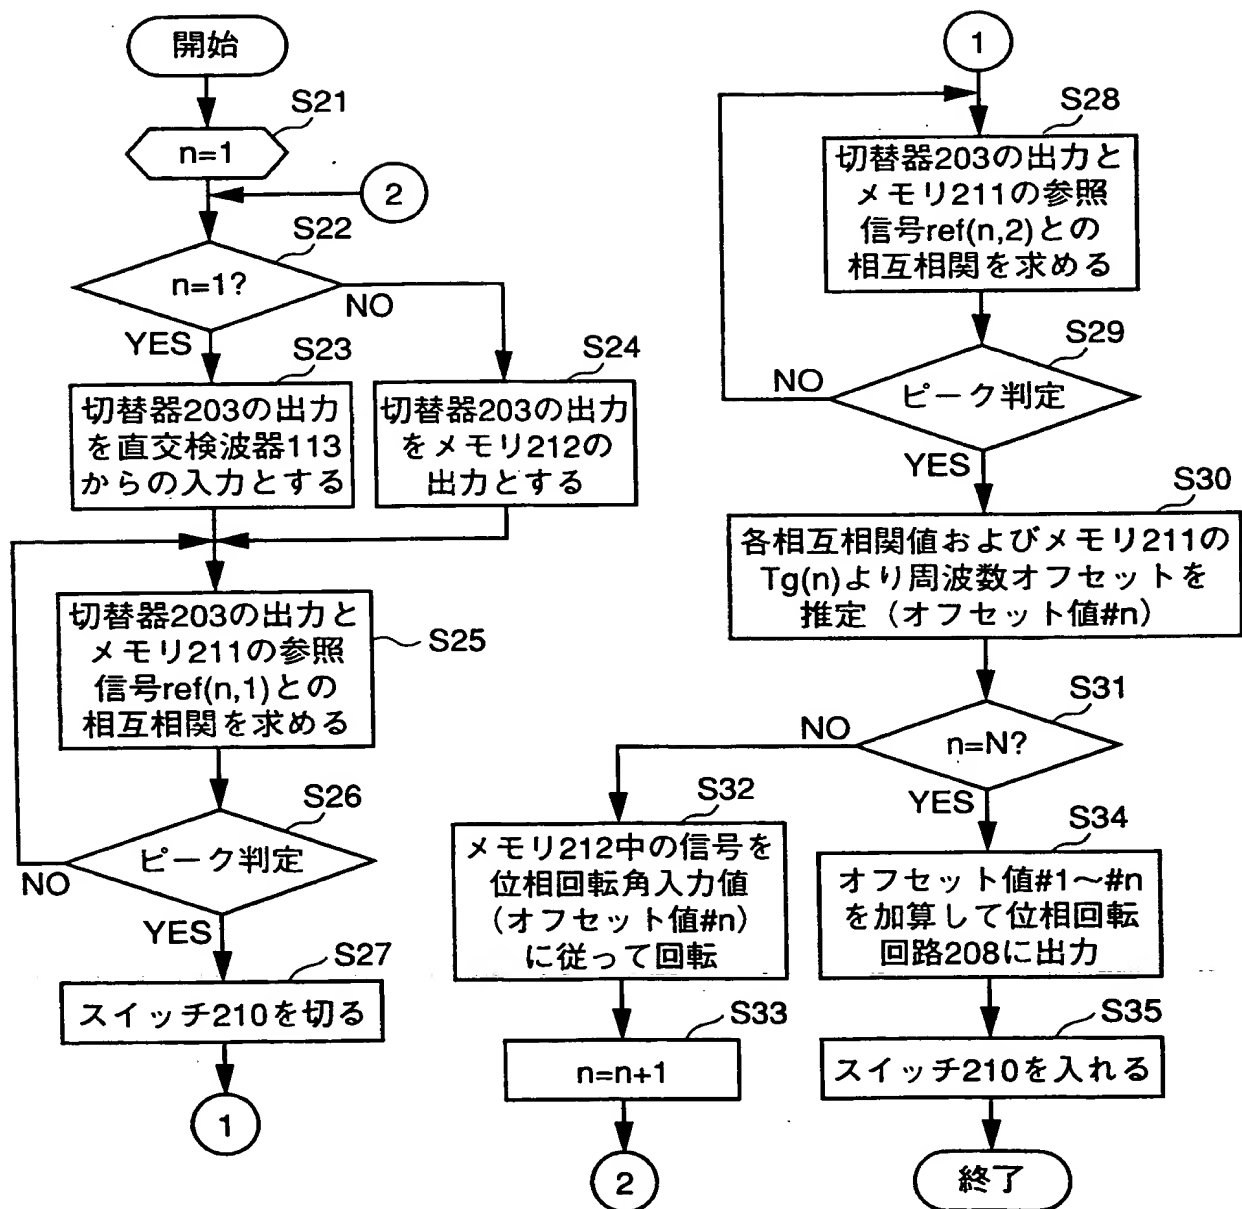 開始
S21
n=1
2
S22
n=1?
NO
YES
S23
切替器203の出力
を直交検波器113
からの入力とする
S24
切替器203の出力
をメモリ212の
出力とする
切替器203の出力と
メモリ211の参照
信号ref(n,1)との
相互相関を求める
S25
S26
ピーク判定
NO
YES
S27
スイッチ210を切る
1
1
S28
切替器203の出力と
メモリ211の参照
信号ref(n,2)との
相互相関を求める
S29
NO
ピーク判定
YES
S30
各相互相関値およびメモリ211の
Tg(n)より周波数オフセットを
推定（オフセット値#n）
S31
NO
n=N?
YES
S32
メモリ212中の信号を
位相回転角入力値
（オフセット値#n）
に従って回転
S33
n=n+1
2
S34
オフセット値#1～#n
を加算して位相回転
回路208に出力
S35
スイッチ210を入れる
終了